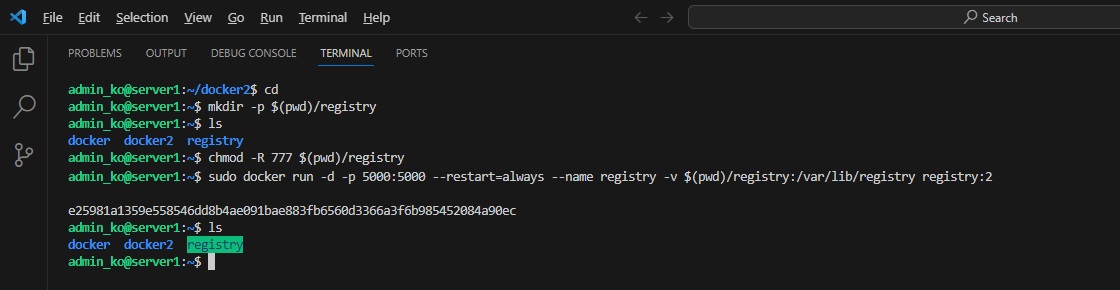 File Edit Selection View Go Run Terminal Help Search
PROBLEMS OUTPUT DEBUG CONSOLE TERMINAL PORTS
admin_ko@server1:~/docker2$ cd
admin_ko@server1:~$ mkdir -p $(pwd)/registry
admin_ko@server1:~$ ls
docker docker2 registry
admin_ko@server1:~$ chmod -R 777 $(pwd)/registry
admin_ko@server1:~$ sudo docker run -d -p 5000:5000 --restart=always --name registry -v $(pwd)/registry:/var/lib/registry registry:2
e25981a1359e558546dd8b4ae091bae883fb6560d3366a3f6b985452084a90ec
admin_ko@server1:~$ ls
docker docker2 registry
admin_ko@server1:~$